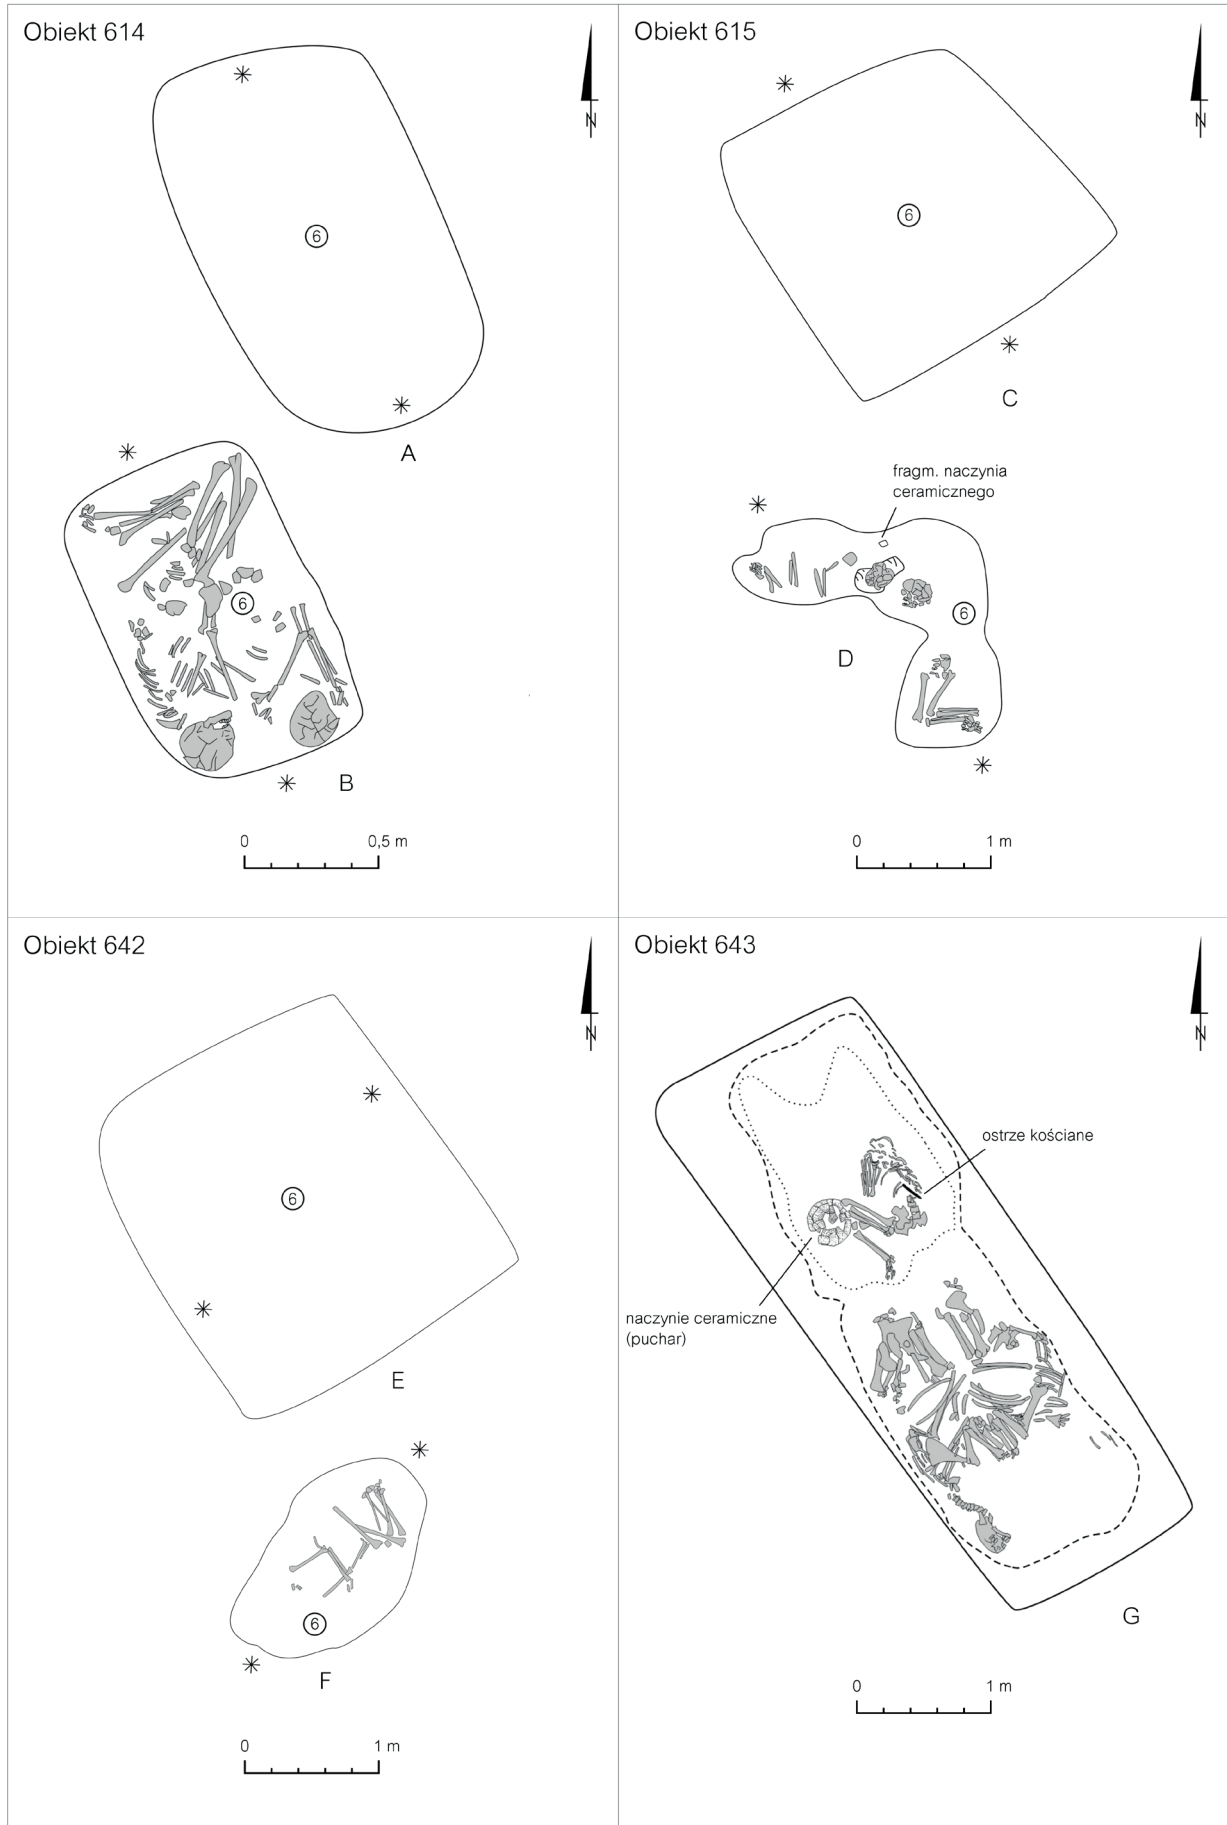 Obiekt 614
N
6
A
6
B
0 0,5 m
Obiekt 615
N
6
C
fragm. naczynia
ceramicznego
6
D
0 1 m
Obiekt 642
N
6
E
6
F
0 1 m
Obiekt 643
N
ostrze kościane
naczynie ceramiczne
(puchar)
G
0 1 m